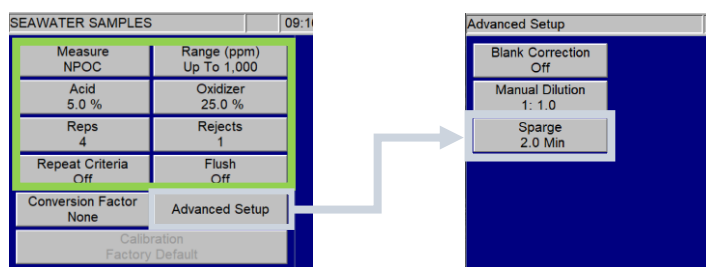 SEAWATER SAMPLES
Measure
NPOC
Range (ppm)
Up To 1,000
Acid
5.0 %
Oxidizer
25.0 %
Reps
4
Rejects
1
Repeat Criteria
Off
Flush
Off
Conversion Factor
None
Advanced Setup
Calibration
Factory Default
Advanced Setup
Blank Correction
Off
Manual Dilution
1: 1.0
Sparge
2.0 Min